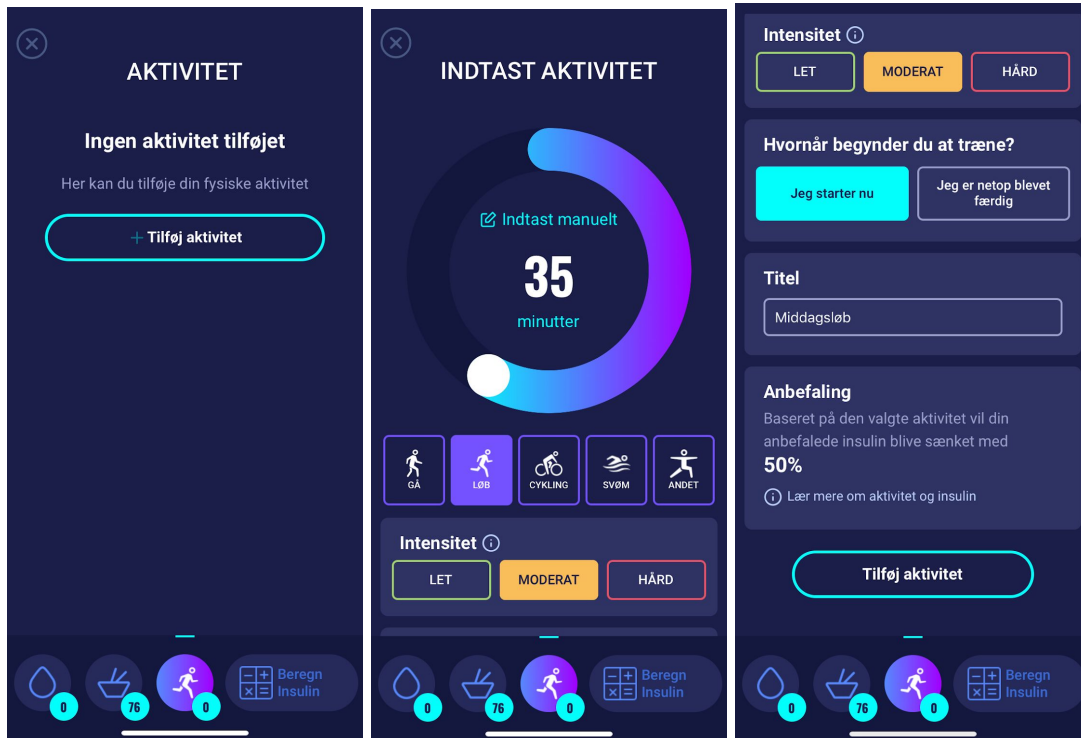 AKTIVITET
Ingen aktivitet tilføjet
Her kan du tilføje din fysiske aktivitet
+ Tilføj aktivitet
0
76
0
Beregn
Insulin
INDTAST AKTIVITET
Indtast manuelt
35
minutter
GÅ
LØB
CYKLING
SVØM
ANDET
Intensitet
LET
MODERAT
HÅRD
0
76
0
Beregn
Insulin
Intensitet
LET
MODERAT
HÅRD
Hvornår begynder du at træne?
Jeg starter nu
Jeg er netop blevet
færdig
Titel
Middagsløb
Anbefaling
Baseret på den valgte aktivitet vil din
anbefalede insulin blive sænket med
50%
Lær mere om aktivitet og insulin
Tilføj aktivitet
0
76
0
Beregn
Insulin